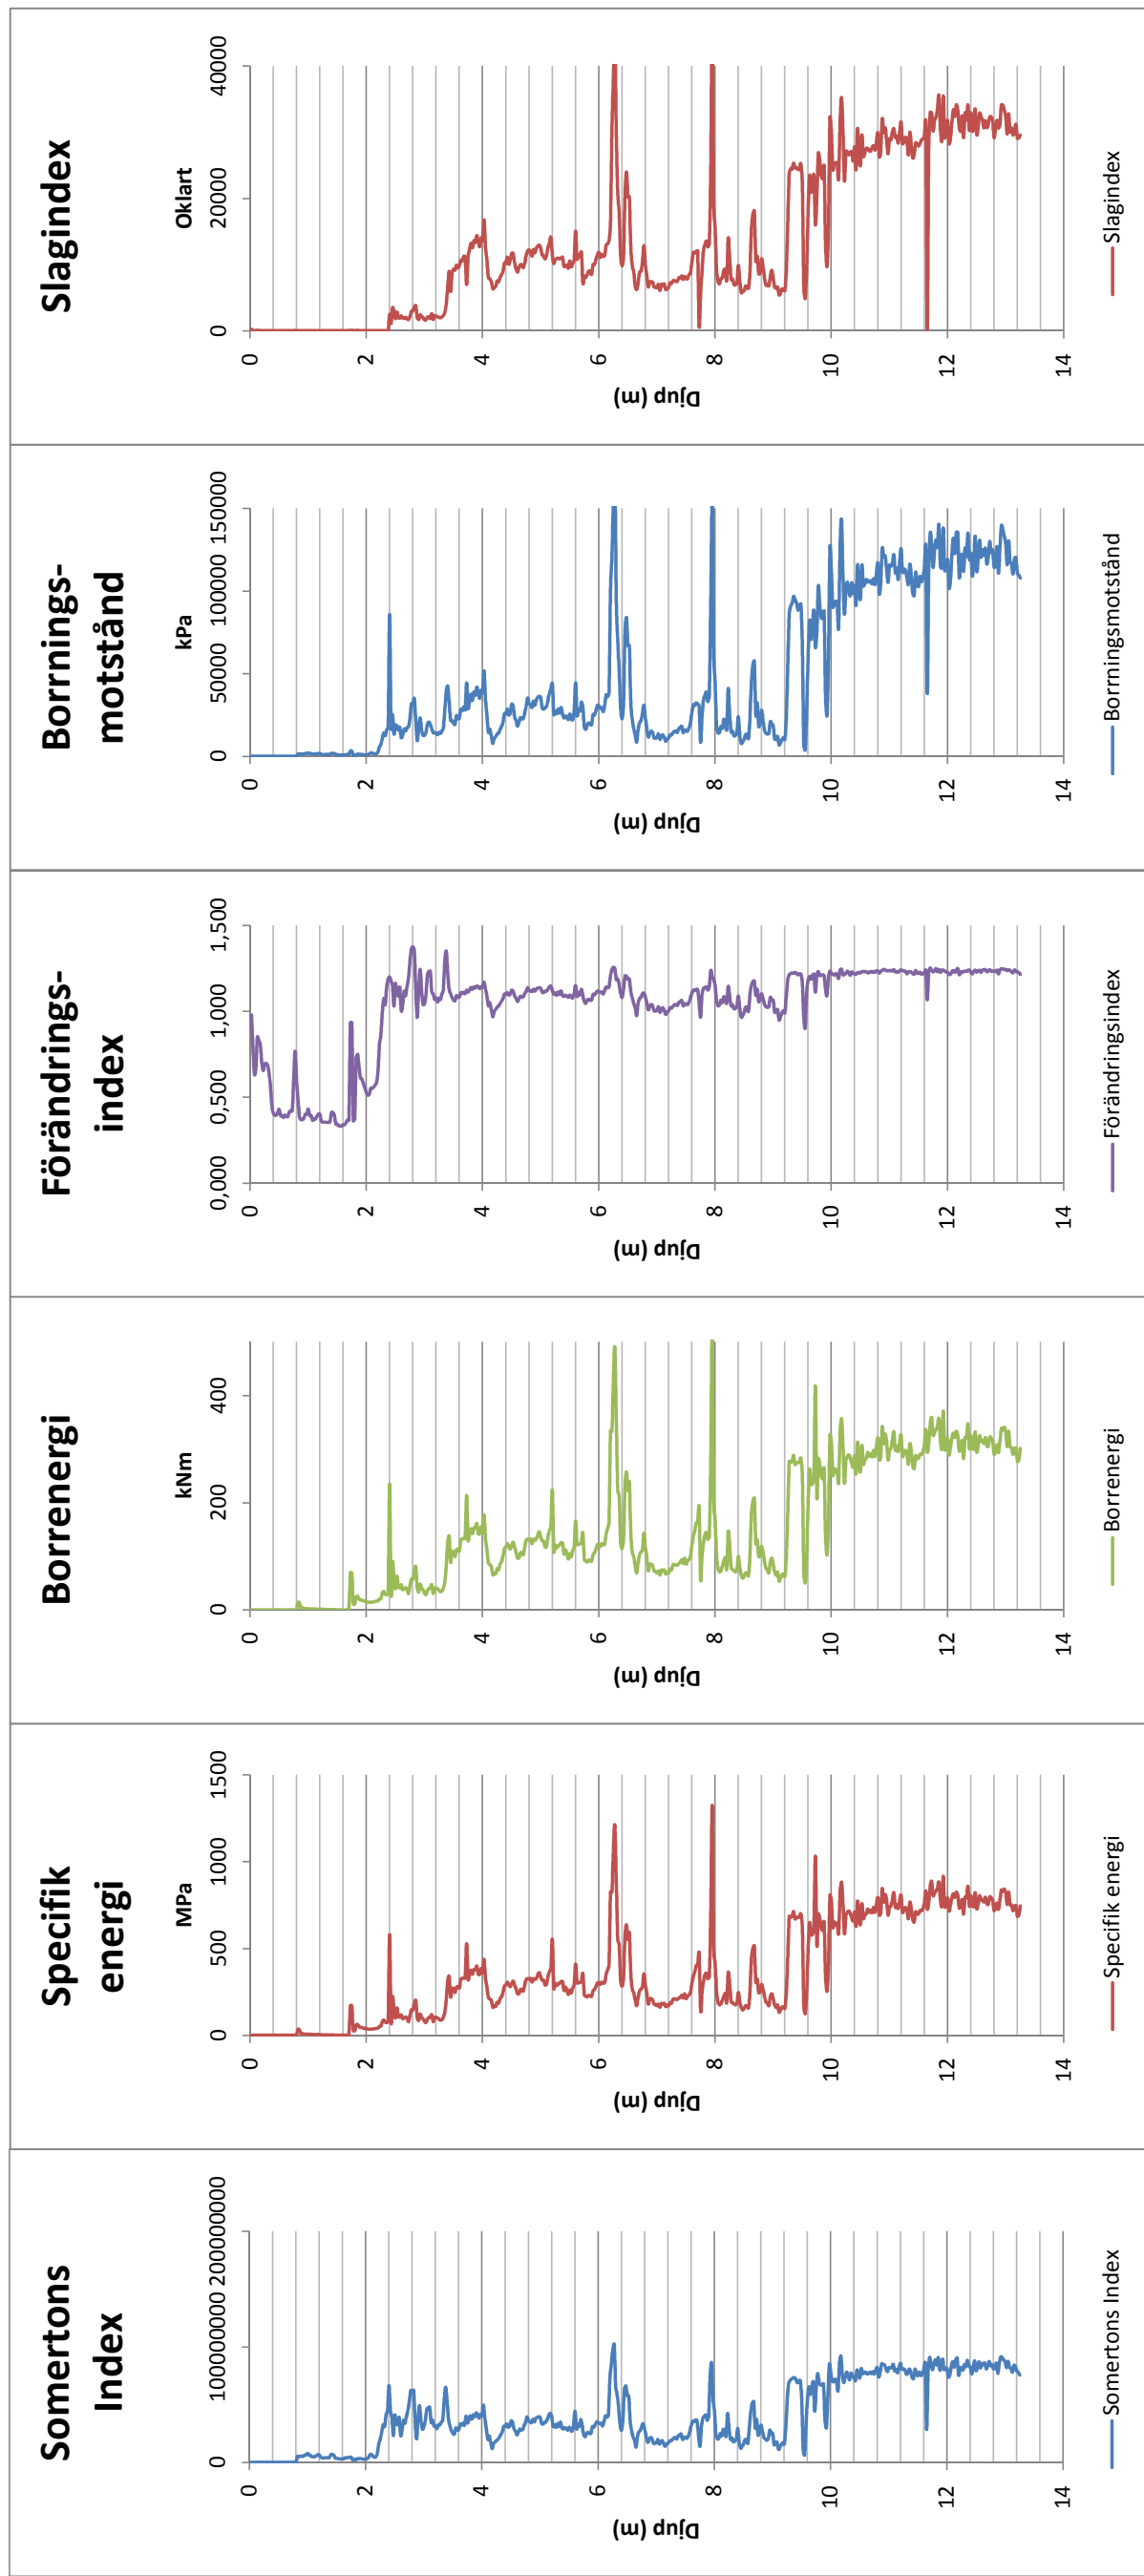 Somertons
Index
0 100000000 200000000
0
2
4
6
8
10
12
14
Djup (m)
Somertons Index
Specifik
energi
MPa
0 500 1000 1500
0
2
4
6
8
10
12
14
Djup (m)
Specifik energi
Borrenergi
kNm
0 200 400
0
2
4
6
8
10
12
14
Djup (m)
Borrenergi
Förändrings-
index
0,000 0,500 1,000 1,500
0
2
4
6
8
10
12
14
Djup (m)
Förändringsindex
Borrnings-
motstånd
kPa
0 50000 100000 150000
0
2
4
6
8
10
12
14
Djup (m)
Borrningsmotstånd
Slagindex
Oklart
0 20000 40000
0
2
4
6
8
10
12
14
Djup (m)
Slagindex